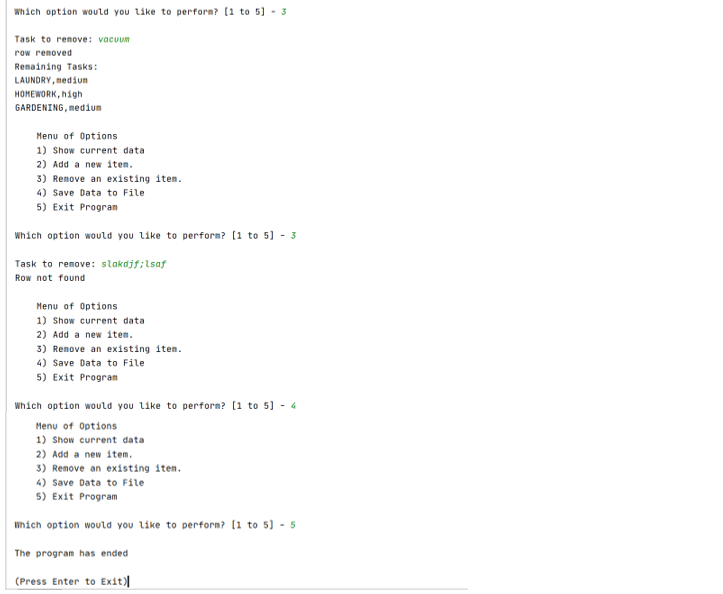 Which option would you like to perform? [1 to 5] - 3
Task to remove: vacuum
row removed
Remaining Tasks:
LAUNDRY,medium
HOMEWORK,high
GARDENING,medium
Menu of Options
1) Show current data
2) Add a new item.
3) Remove an existing item.
4) Save Data to File
5) Exit Program
Which option would you like to perform? [1 to 5] - 3
Task to remove: slakdjf;lsaf
Row not found
Menu of Options
1) Show current data
2) Add a new item.
3) Remove an existing item.
4) Save Data to File
5) Exit Program
Which option would you like to perform? [1 to 5] - 4
Menu of Options
1) Show current data
2) Add a new item.
3) Remove an existing item.
4) Save Data to File
5) Exit Program
Which option would you like to perform? [1 to 5] - 5
The program has ended
(Press Enter to Exit)